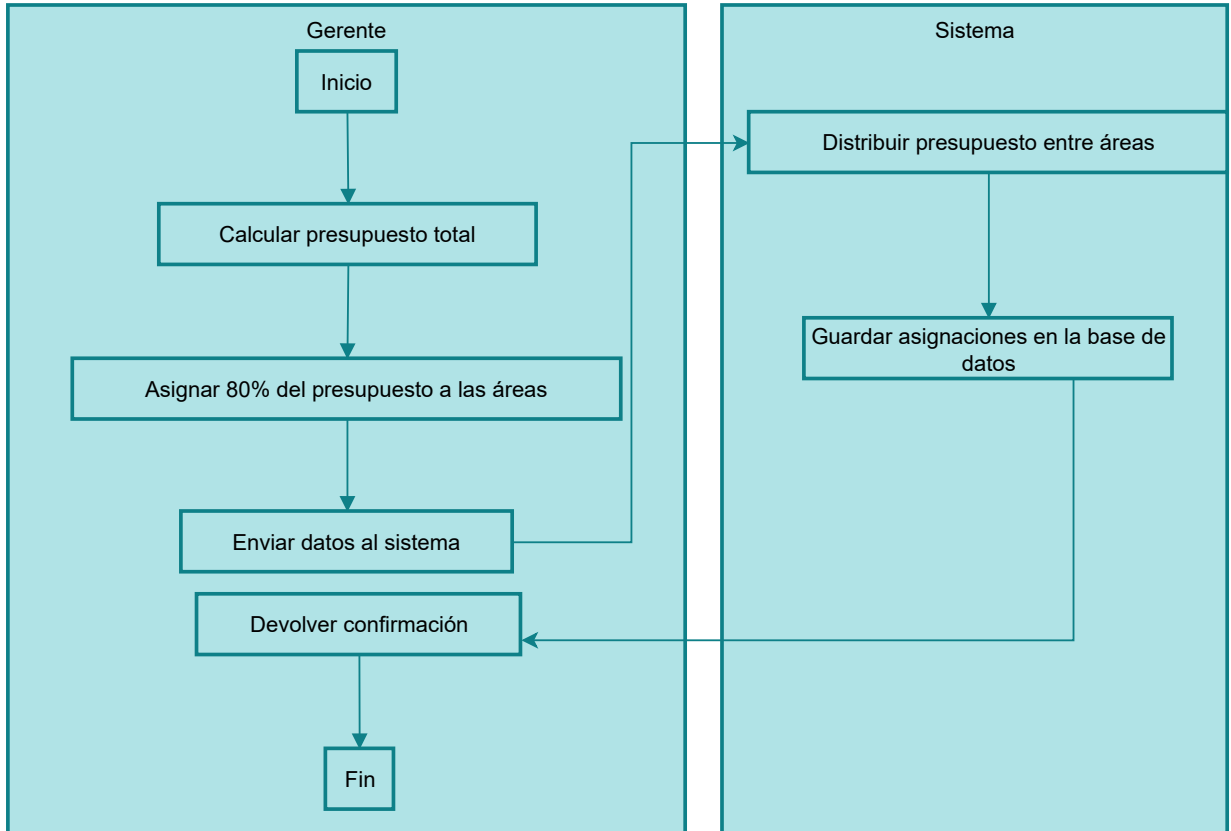 Gerente
Inicio
Calcular presupuesto total
Asignar 80% del presupuesto a las áreas
Enviar datos al sistema
Devolver confirmación
Fin
Sistema
Distribuir presupuesto entre áreas
Guardar asignaciones en la base de
datos